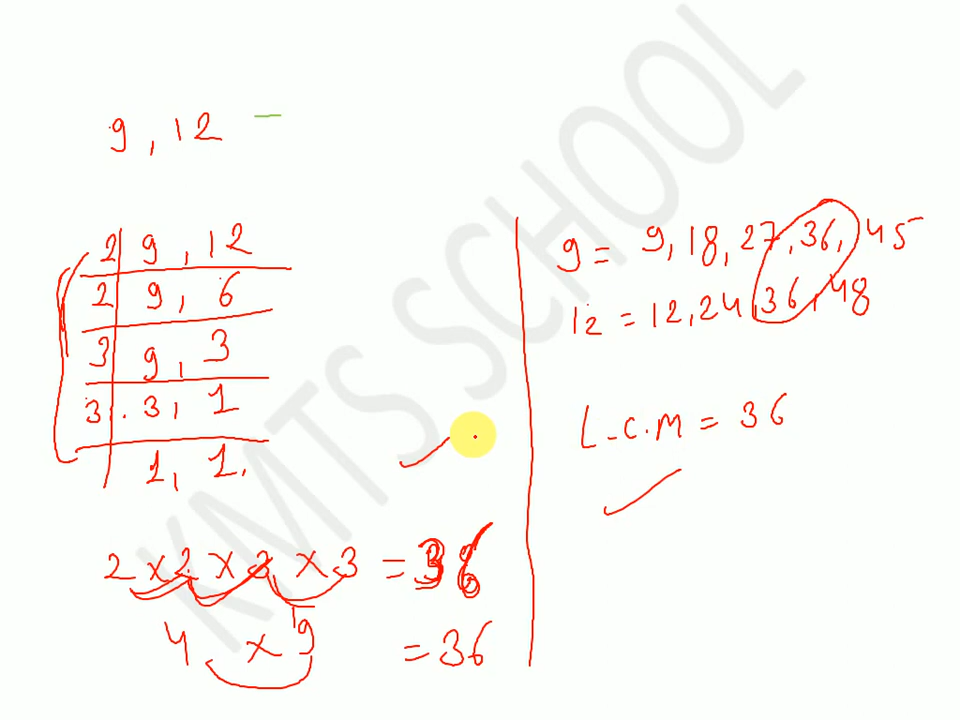 9, 12 –
2 9, 12
2 9, 6
3 9, 3
3. 3, 1
1, 1.
2 x 2 x 3 x 3 = 36
4 x 9 = 36
9 = 9, 18, 27, 36, 45
12 = 12, 24, 36, 48
L.C.M = 36
KMTS SCHOOL